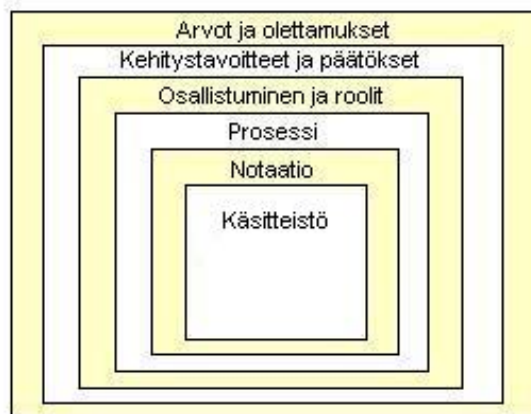 Arvot ja olettamukset
Kehitystavoitteet ja päätökset
Osallistuminen ja roolit
Prosessi
Notaatio
Käsitteistö